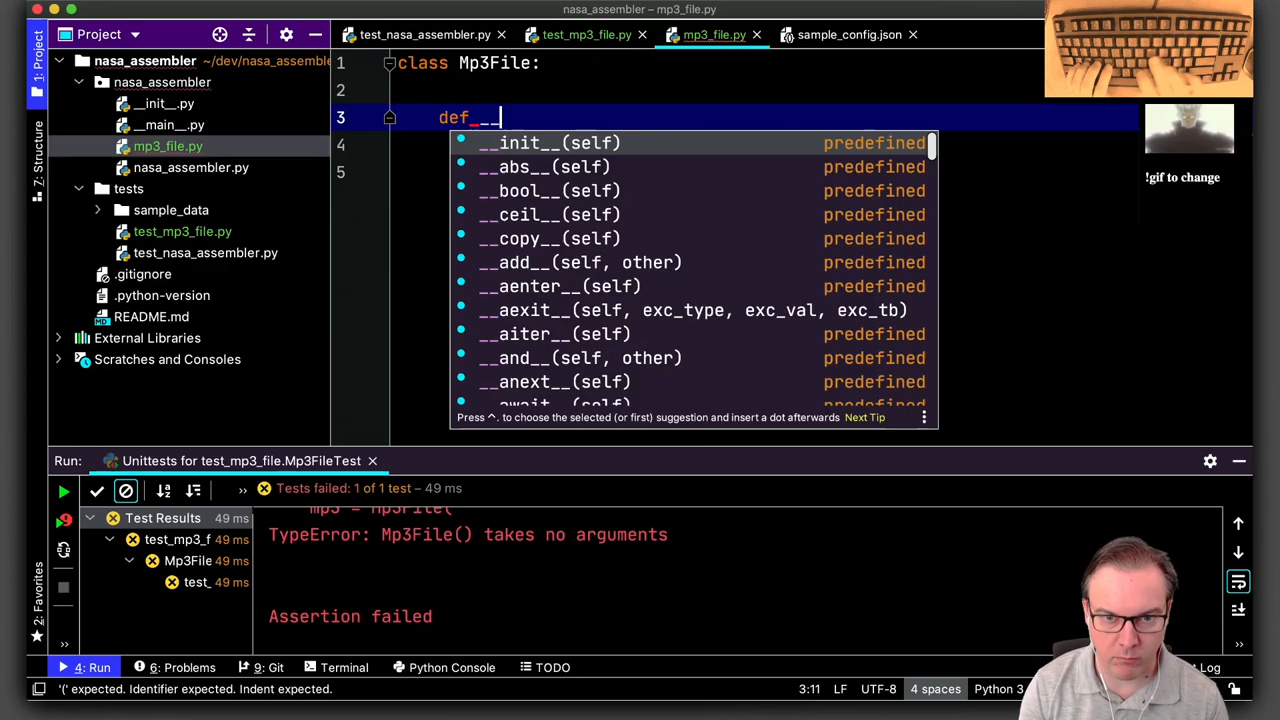 nasa_assembler – mp3_file.py
Project
test_nasa_assembler.py
test_mp3_file.py
mp3_file.py
sample_config.json
1: Project
7: Structure
2: Favorites
nasa_assembler ~/dev/nasa_assemble
nasa_assembler
__init__.py
__main__.py
mp3_file.py
nasa_assembler.py
tests
sample_data
test_mp3_file.py
test_nasa_assembler.py
.gitignore
.python-version
README.md
External Libraries
Scratches and Consoles
1 class Mp3File:
2
3 def __
4
5
__init__(self) predefined
__abs__(self) predefined
__bool__(self) predefined
__ceil__(self) predefined
__copy__(self) predefined
__add__(self, other) predefined
__aenter__(self) predefined
__aexit__(self, exc_type, exc_val, exc_tb)
__aiter__(self) predefined
__and__(self, other) predefined
__anext__(self) predefined
__await__(self) predefined
Press ^. to choose the selected (or first) suggestion and insert a dot afterwards Next Tip
!gif to change
Run: Unittests for test_mp3_file.Mp3FileTest
Tests failed: 1 of 1 test – 49 ms
Test Results 49 ms
test_mp3_f 49 ms
Mp3File 49 ms
test_ 49 ms
mp3 = Mp3File(
TypeError: Mp3File() takes no arguments
Assertion failed
4: Run 6: Problems 9: Git Terminal Python Console TODO Log
'(' expected. Identifier expected. Indent expected. 3:11 LF UTF-8 4 spaces Python 3